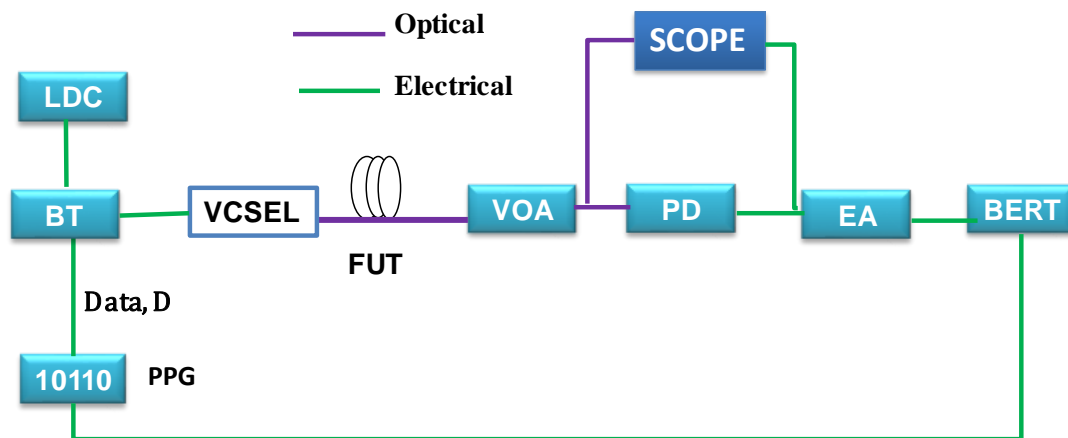 Optical
SCOPE
Electrical
LDC
BT
VCSEL
VOA
PD
EA
BERT
FUT
Data, D
10110
PPG